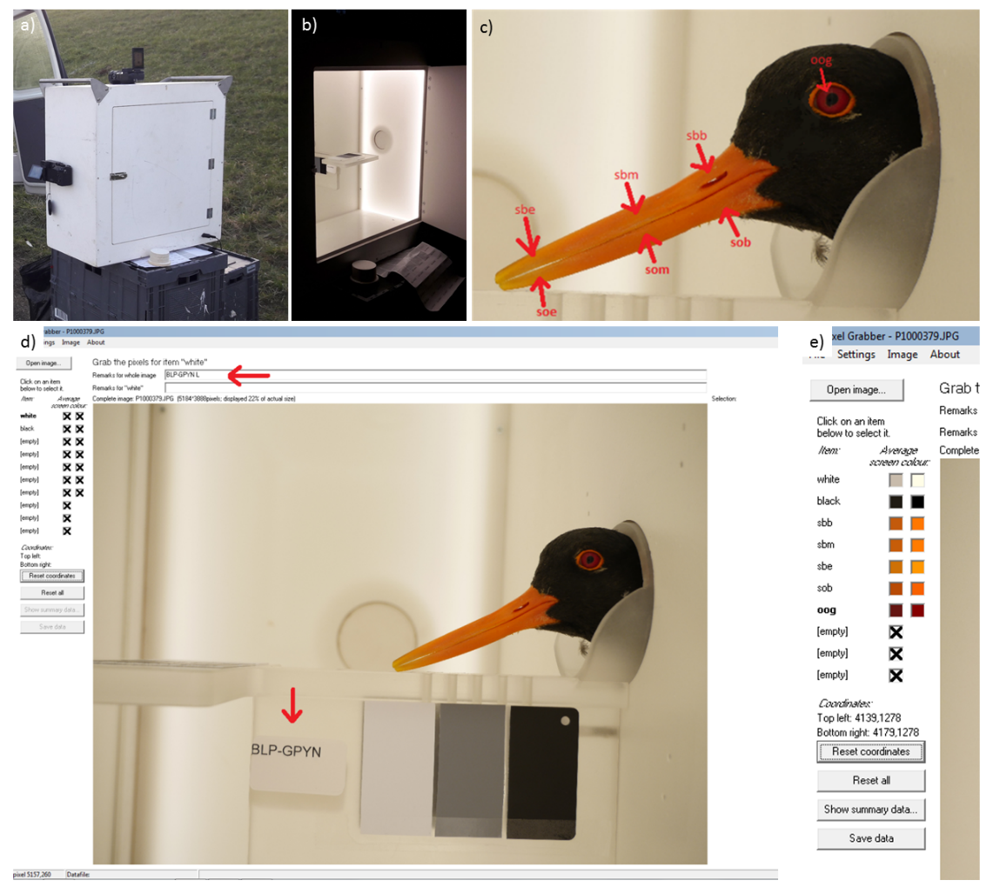 a)
b)
c)
oog
sbb
sbm
sbe
sob
som
soe
d)
abber - P1000379.JPG
ngs Image About
Open image...
Grab the pixels for item "white"
Remarks for whole image BLP-GPYN L
Remarks for "white"
Click on an item
below to select it.
Complete image: P1000379.JPG (5184*3888pixels; displayed 22% of actual size)
Selection:
Item: Average
screen colour:
white
black
[empty]
[empty]
[empty]
[empty]
[empty]
[empty]
[empty]
[empty]
Coordinates:
Top left:
Bottom right:
Reset coordinates
Reset all
Show summary data...
Save data
BLP-GPYN
pixel 5157,260 Datafile:
e)
xel Grabber - P1000379.JPG
Settings Image About
Open image...
Grab t
Remarks
Click on an item
below to select it.
Remarks
Complete
Item: Average
screen colour:
white
black
sbb
sbm
sbe
sob
oog
[empty]
[empty]
[empty]
Coordinates:
Top left: 4139,1278
Bottom right: 4179,1278
Reset coordinates
Reset all
Show summary data...
Save data